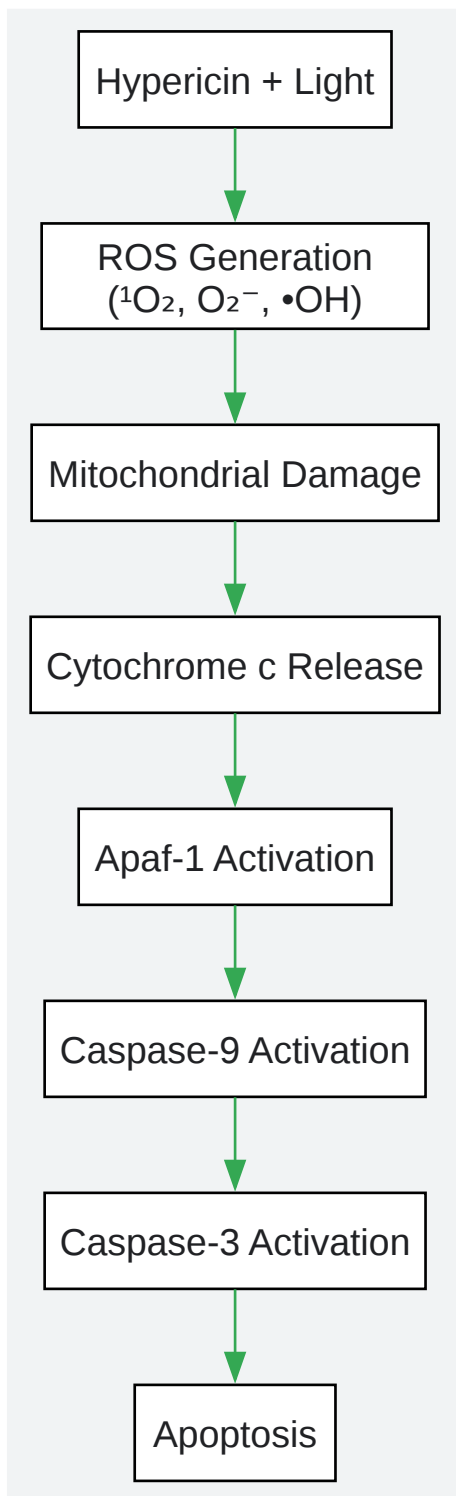 Hypericin + Light
ROS Generation
(¹O₂, O₂⁻, •OH)
Mitochondrial Damage
Cytochrome c Release
Apaf-1 Activation
Caspase-9 Activation
Caspase-3 Activation
Apoptosis